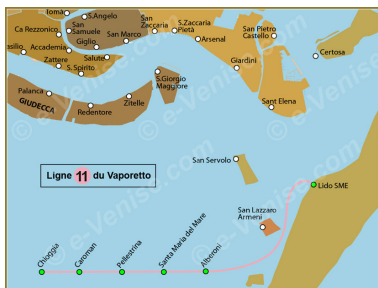 Toma
S.Angelo
San
Zaccaria
S.Zaccaria
Pietà
San Pietro
Castello
Ca Rezzonico
San
Samuele
Giglio
San Marco
Arsenal
Certosa
asilio
Accademia
Zattere
Salute
S.Spirito
Giardini
S.Giorgio
Maggiore
Palanca
GIUDECCA
Redentore
Zitelle
Sant Elena
San Servolo
Ligne 11 du Vaporetto
Lido SME
San Lazzaro
Armeni
Chioggia
Caroman
Pellestrina
Santa Maria del Mare
Alberoni
© e-Venise.com